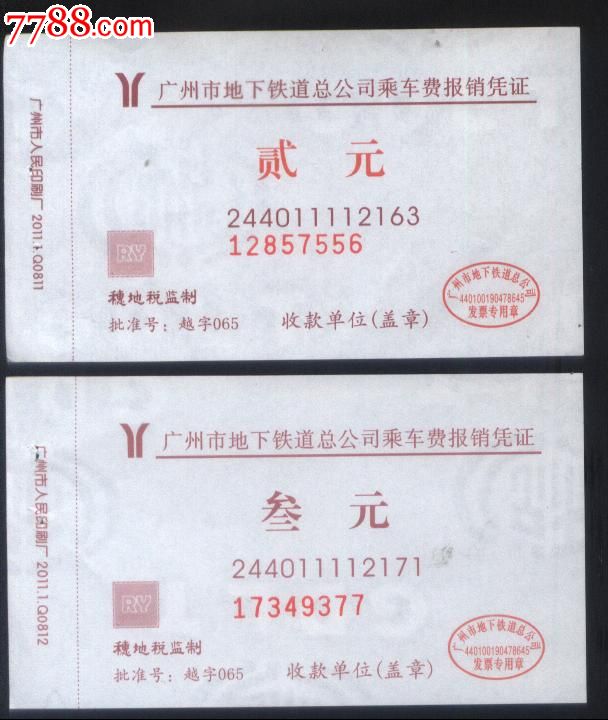 7788.com
广州市地下铁道总公司乘车费报销凭证
贰 元
244011112163
12857556
RY
穗地税监制
批准号：越字065
收款单位(盖章)
广州市地下铁道总公司
440100190478645
发票专用章
广州市人民印刷厂 2011.1.Q0811
广州市地下铁道总公司乘车费报销凭证
叁 元
244011112171
17349377
RY
穗地税监制
批准号：越字065
收款单位(盖章)
广州市地下铁道总公司
440100190478645
发票专用章
广州市人民印刷厂 2011.1.Q0812